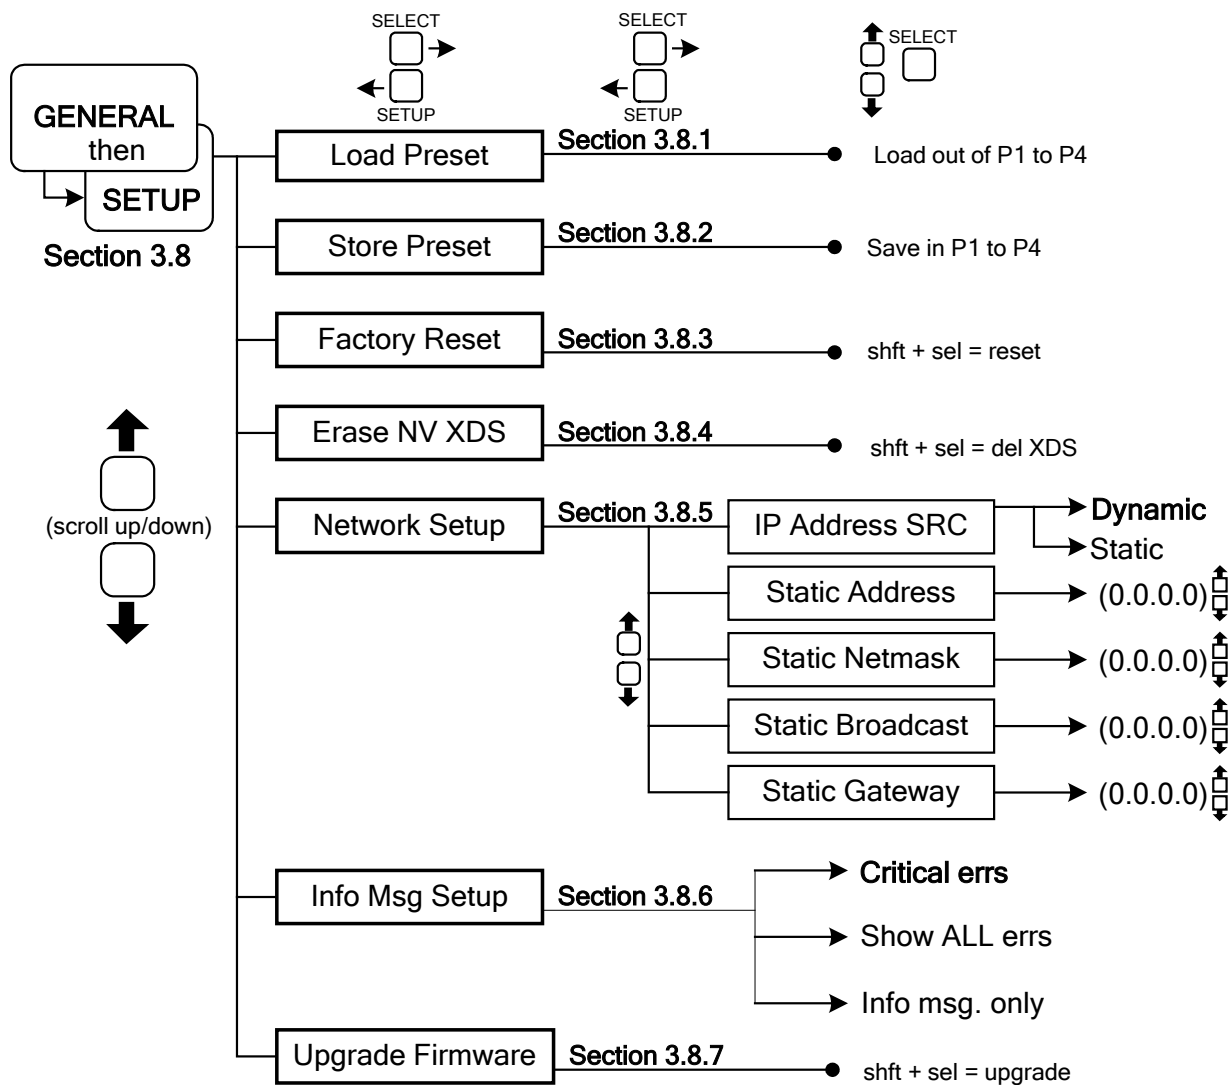 SELECT
SETUP
SELECT
SETUP
SELECT
GENERAL
then
SETUP
Section 3.8
Load Preset
Section 3.8.1
Load out of P1 to P4
Store Preset
Section 3.8.2
Save in P1 to P4
Factory Reset
Section 3.8.3
shft + sel = reset
Erase NV XDS
Section 3.8.4
shft + sel = del XDS
(scroll up/down)
Network Setup
Section 3.8.5
IP Address SRC
Dynamic
Static
Static Address
(0.0.0.0)
Static Netmask
(0.0.0.0)
Static Broadcast
(0.0.0.0)
Static Gateway
(0.0.0.0)
Info Msg Setup
Section 3.8.6
Critical errs
Show ALL errs
Info msg. only
Upgrade Firmware
Section 3.8.7
shft + sel = upgrade